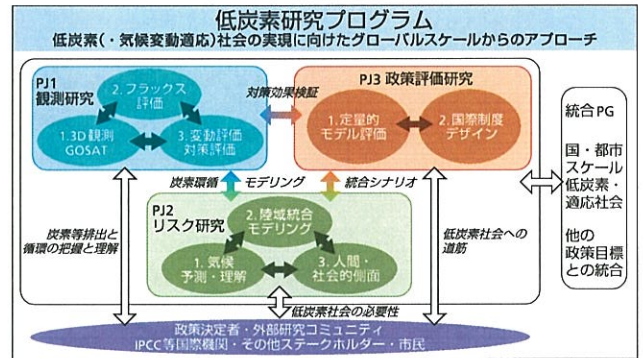 低炭素研究プログラム
低炭素(・気候変動適応)社会の実現に向けたグローバルスケールからのアプローチ
PJ1
観測研究
2. フラックス
評価
1.3D 観測
GOSAT
3. 変動評価
対策評価
対策効果検証
PJ3 政策評価研究
1. 定量的
モデル評価
2. 国際制度
デザイン
統合 PG
国・都市
スケール
低炭素・
適応社会
他の
政策目標
との統合
炭素循環
モデリング
統合シナリオ
PJ2
リスク研究
2. 陸域統合
モデリング
1. 気候
予測・理解
3. 人間・
社会的側面
炭素等排出と
循環の把握と理解
低炭素社会への
道筋
低炭素社会の必要性
政策決定者・外部研究コミュニティ
IPCC等国際機関・その他ステークホルダー・市民